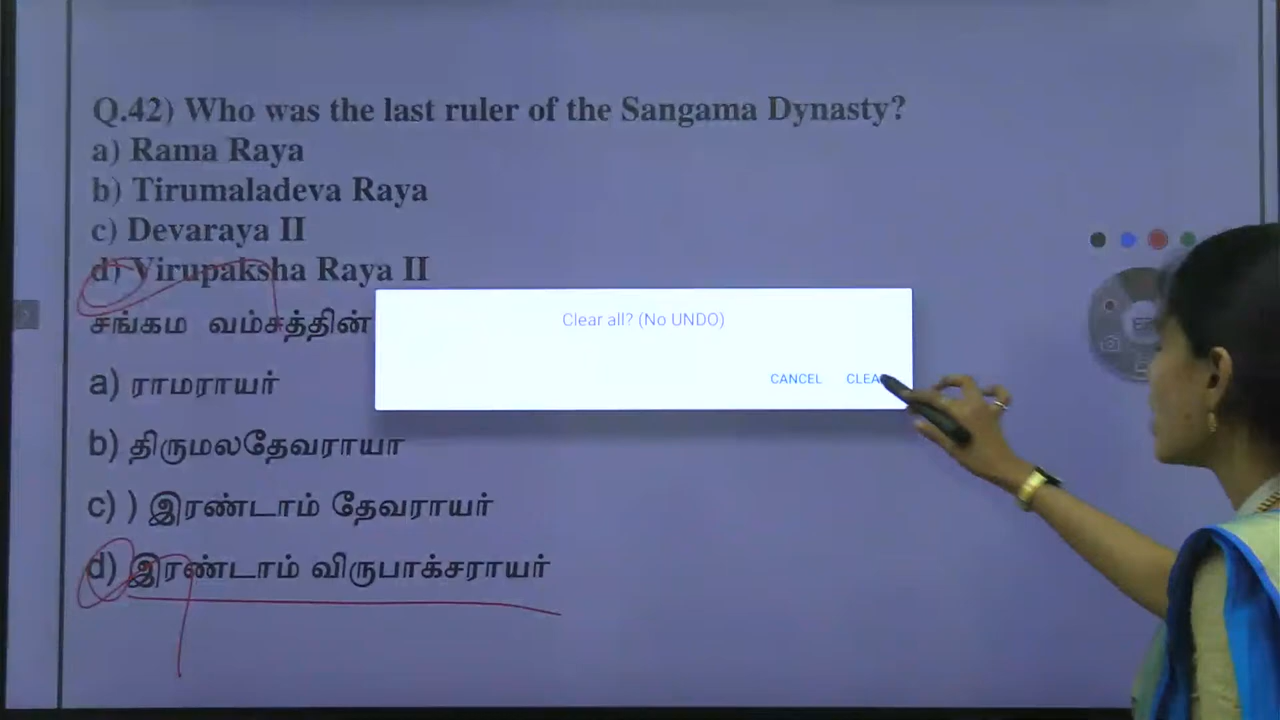 Q.42) Who was the last ruler of the Sangama Dynasty?
a) Rama Raya
b) Tirumaladeva Raya
c) Devaraya II
d) Virupaksha Raya II
சங்கம வம்சத்தின்
Clear all? (No UNDO)
CANCEL CLEA
a) ராமராயர்
b) திருமலதேவராயா
c) ) இரண்டாம் தேவராயர்
d) இரண்டாம் விருபாக்சராயர்